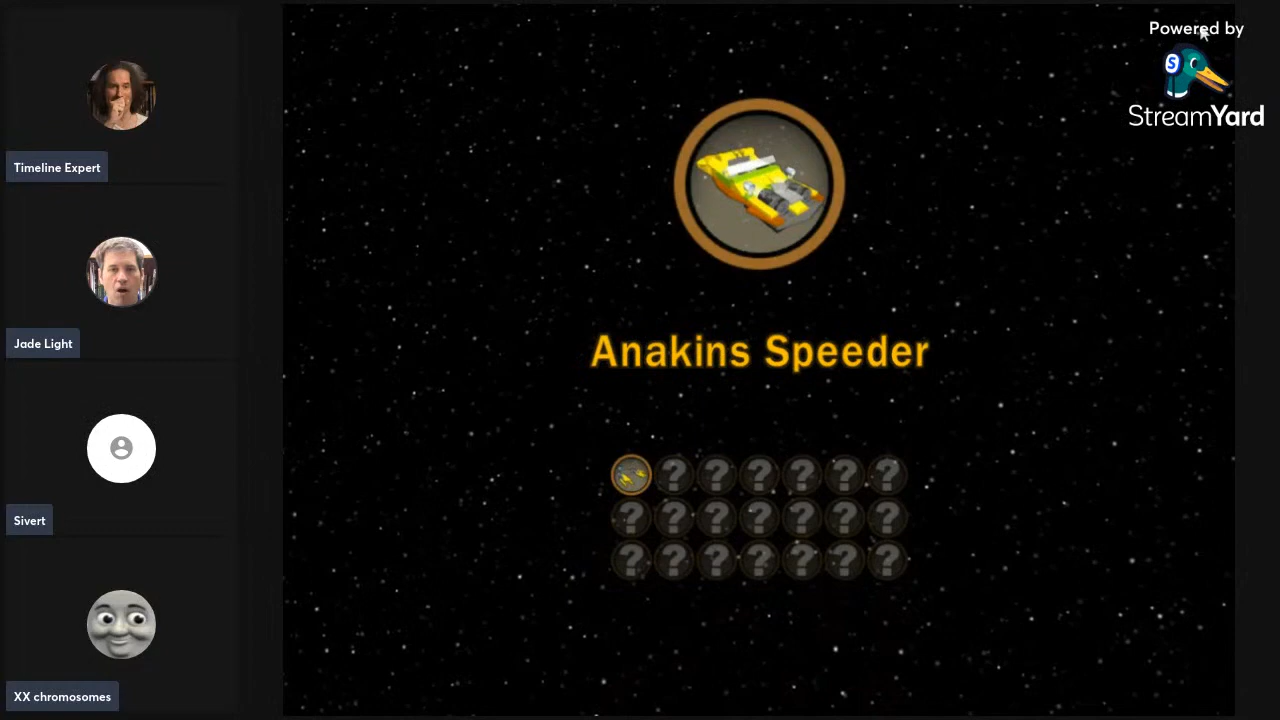 Powered by
S
StreamYard
Timeline Expert
Jade Light
Sivert
XX chromosomes
Anakins Speeder
? ? ? ? ? ?
? ? ? ? ? ? ?
? ? ? ? ? ? ?